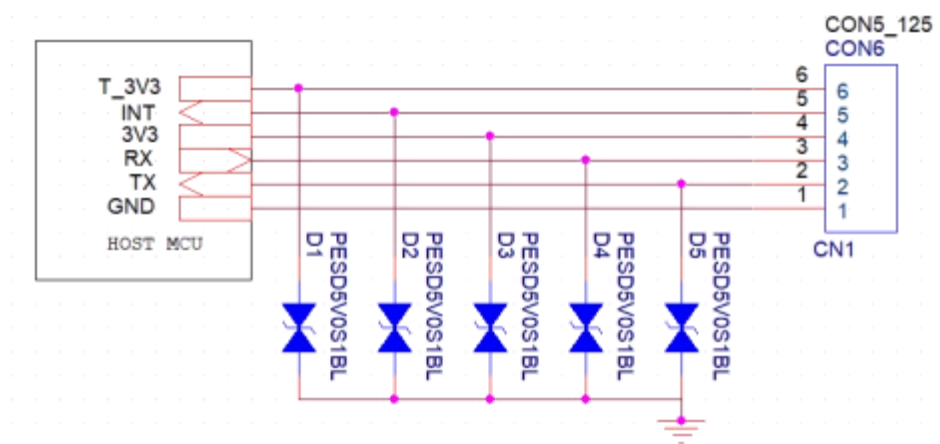 CON5_125
CON6
T_3V3
INT
3V3
RX
TX
GND
HOST MCU
6
5
4
3
2
1
6
5
4
3
2
1
CN1
D1
PESD5V0S1BL
D2
PESD5V0S1BL
D3
PESD5V0S1BL
D4
PESD5V0S1BL
D5
PESD5V0S1BL